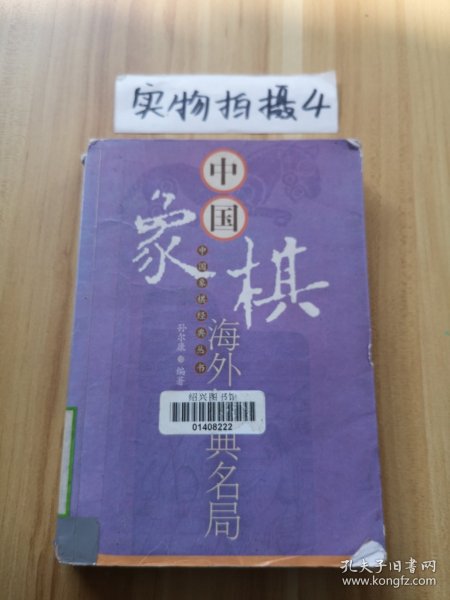 实物拍摄4
中国
象棋
中国象棋经典丛书
孙尔康 编著
海外
典名局
绍兴图书馆
01408222
孔夫子旧书网
www.kongfz.com